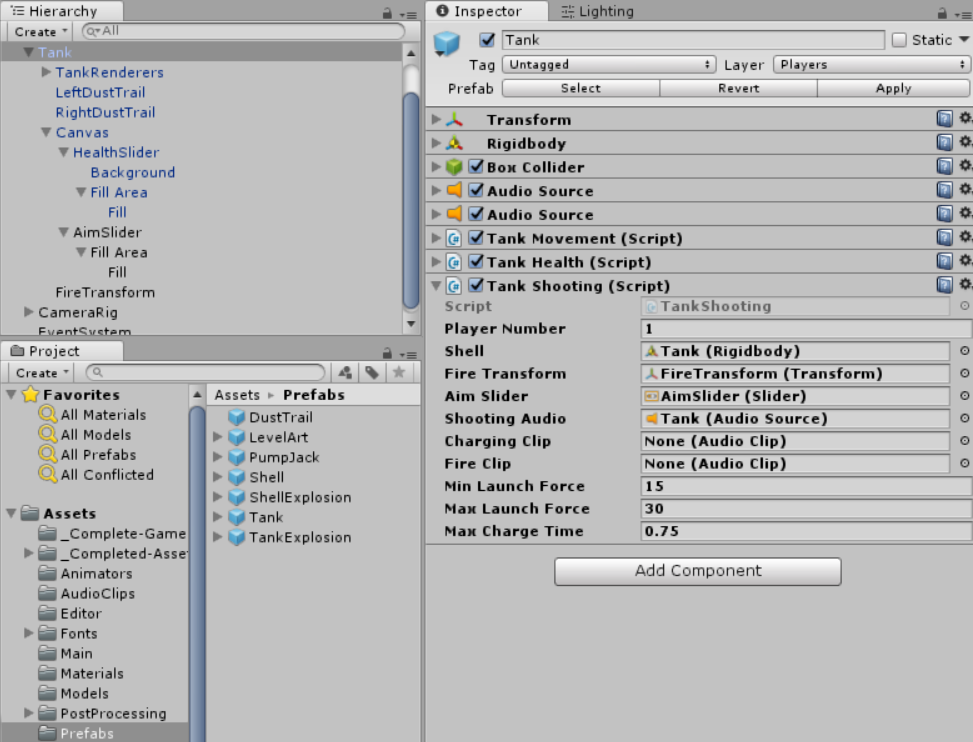 Hierarchy
Create All
Tank
TankRenderers
LeftDustTrail
RightDustTrail
Canvas
HealthSlider
Background
Fill Area
Fill
AimSlider
Fill Area
Fill
FireTransform
CameraRig
EventSystem
Project
Create
Favorites
All Materials
All Models
All Prefabs
All Conflicted
Assets
_Complete-Game
_Completed-Asse
Animators
AudioClips
Editor
Fonts
Main
Materials
Models
PostProcessing
Prefabs
Assets Prefabs
DustTrail
LevelArt
PumpJack
Shell
ShellExplosion
Tank
TankExplosion
Inspector Lighting
Tank Static
Tag Untagged Layer Players
Prefab Select Revert Apply
Transform
Rigidbody
Box Collider
Audio Source
Audio Source
Tank Movement (Script)
Tank Health (Script)
Tank Shooting (Script)
Script TankShooting
Player Number 1
Shell Tank (Rigidbody)
Fire Transform FireTransform (Transform)
Aim Slider AimSlider (Slider)
Shooting Audio Tank (Audio Source)
Charging Clip None (Audio Clip)
Fire Clip None (Audio Clip)
Min Launch Force 15
Max Launch Force 30
Max Charge Time 0.75
Add Component